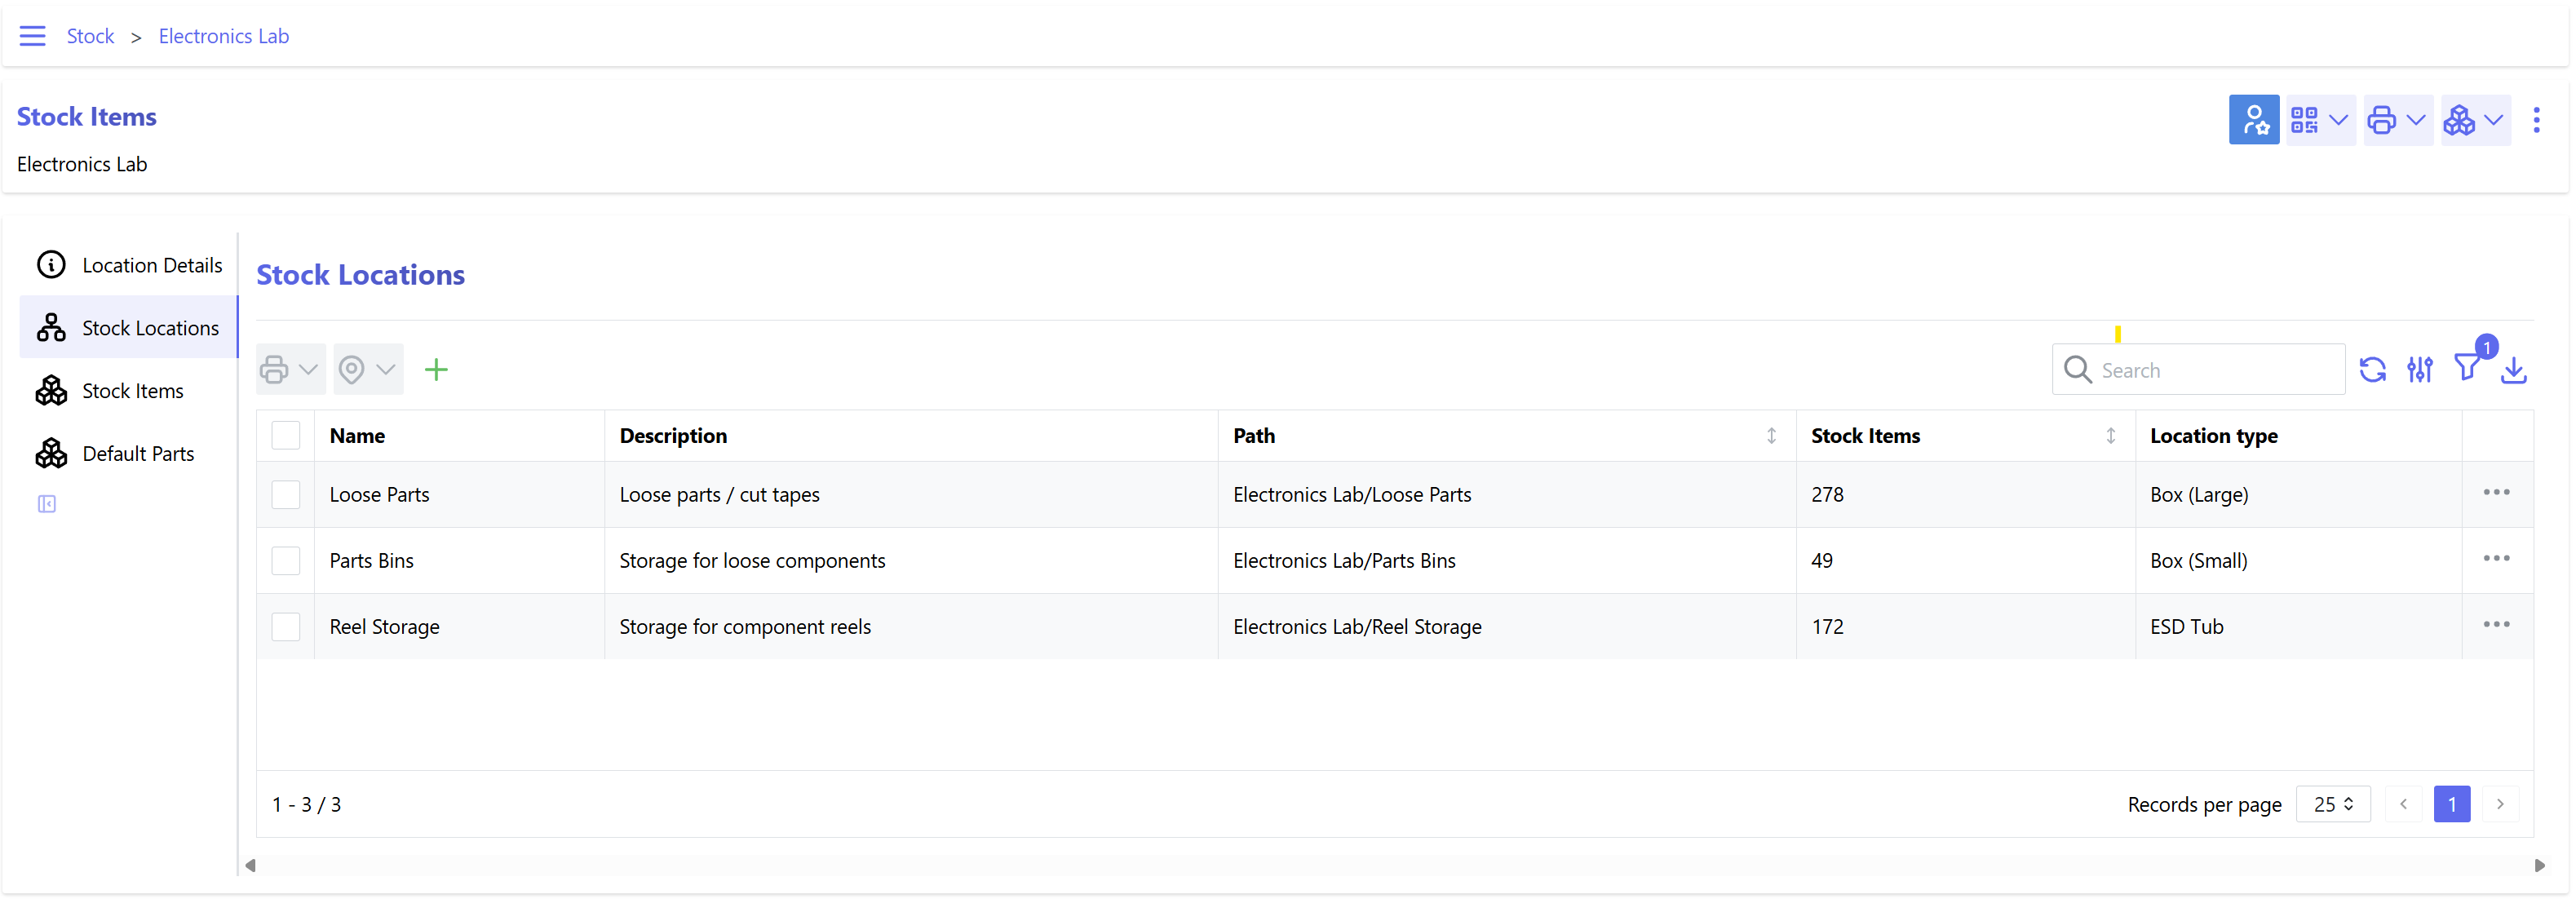 Stock > Electronics Lab
Stock Items
Electronics Lab
Location Details
Stock Locations
Stock Items
Default Parts
Stock Locations
Search
1
Name Description Path Stock Items Location type
Loose Parts Loose parts / cut tapes Electronics Lab/Loose Parts 278 Box (Large)
Parts Bins Storage for loose components Electronics Lab/Parts Bins 49 Box (Small)
Reel Storage Storage for component reels Electronics Lab/Reel Storage 172 ESD Tub
1 - 3 / 3 Records per page 25 1